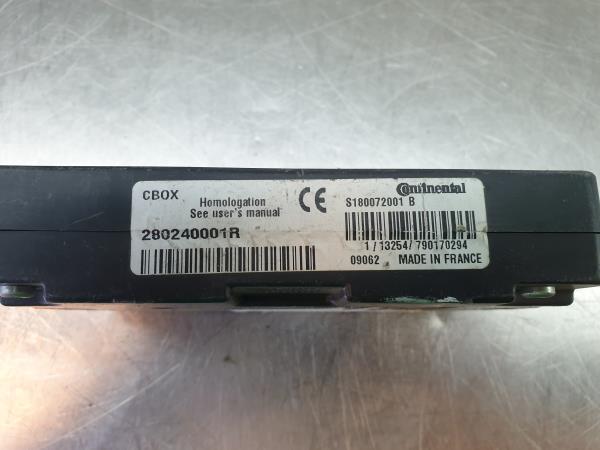 CBOX
Homologation
See user's manual
CE
Continental
S180072001 B
280240001R
1 / 13254/ 790170294
09062 MADE IN FRANCE